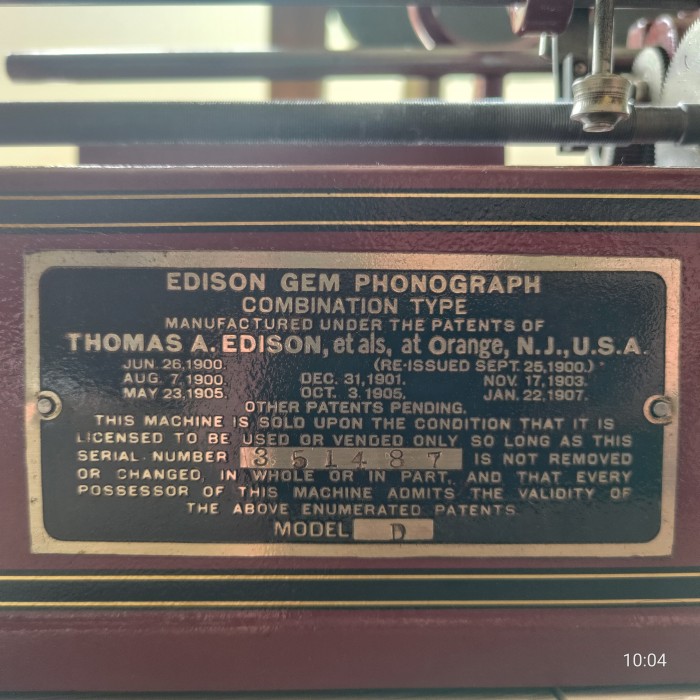 EDISON GEM PHONOGRAPH
COMBINATION TYPE
MANUFACTURED UNDER THE PATENTS OF
THOMAS A. EDISON, et als, at Orange, N.J., U.S.A.
JUN. 26, 1900. (RE-ISSUED SEPT. 25, 1900.)
AUG. 7, 1900. DEC. 31, 1901. NOV. 17, 1903.
MAY 23, 1905. OCT. 3, 1905. JAN. 22, 1907.
OTHER PATENTS PENDING.
THIS MACHINE IS SOLD UPON THE CONDITION THAT IT IS
LICENSED TO BE USED OR VENDED ONLY SO LONG AS THIS
SERIAL NUMBER 351487 IS NOT REMOVED
OR CHANGED, IN WHOLE OR IN PART, AND THAT EVERY
POSSESSOR OF THIS MACHINE ADMITS THE VALIDITY OF
THE ABOVE ENUMERATED PATENTS
MODEL D
10:04